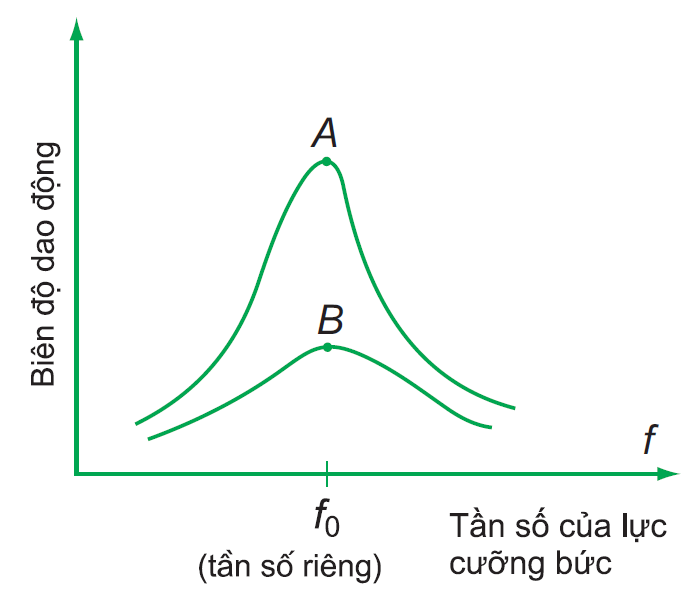 Biên độ dao động
A
B
f
f0
(tần số riêng)
Tần số của lực
cưỡng bức